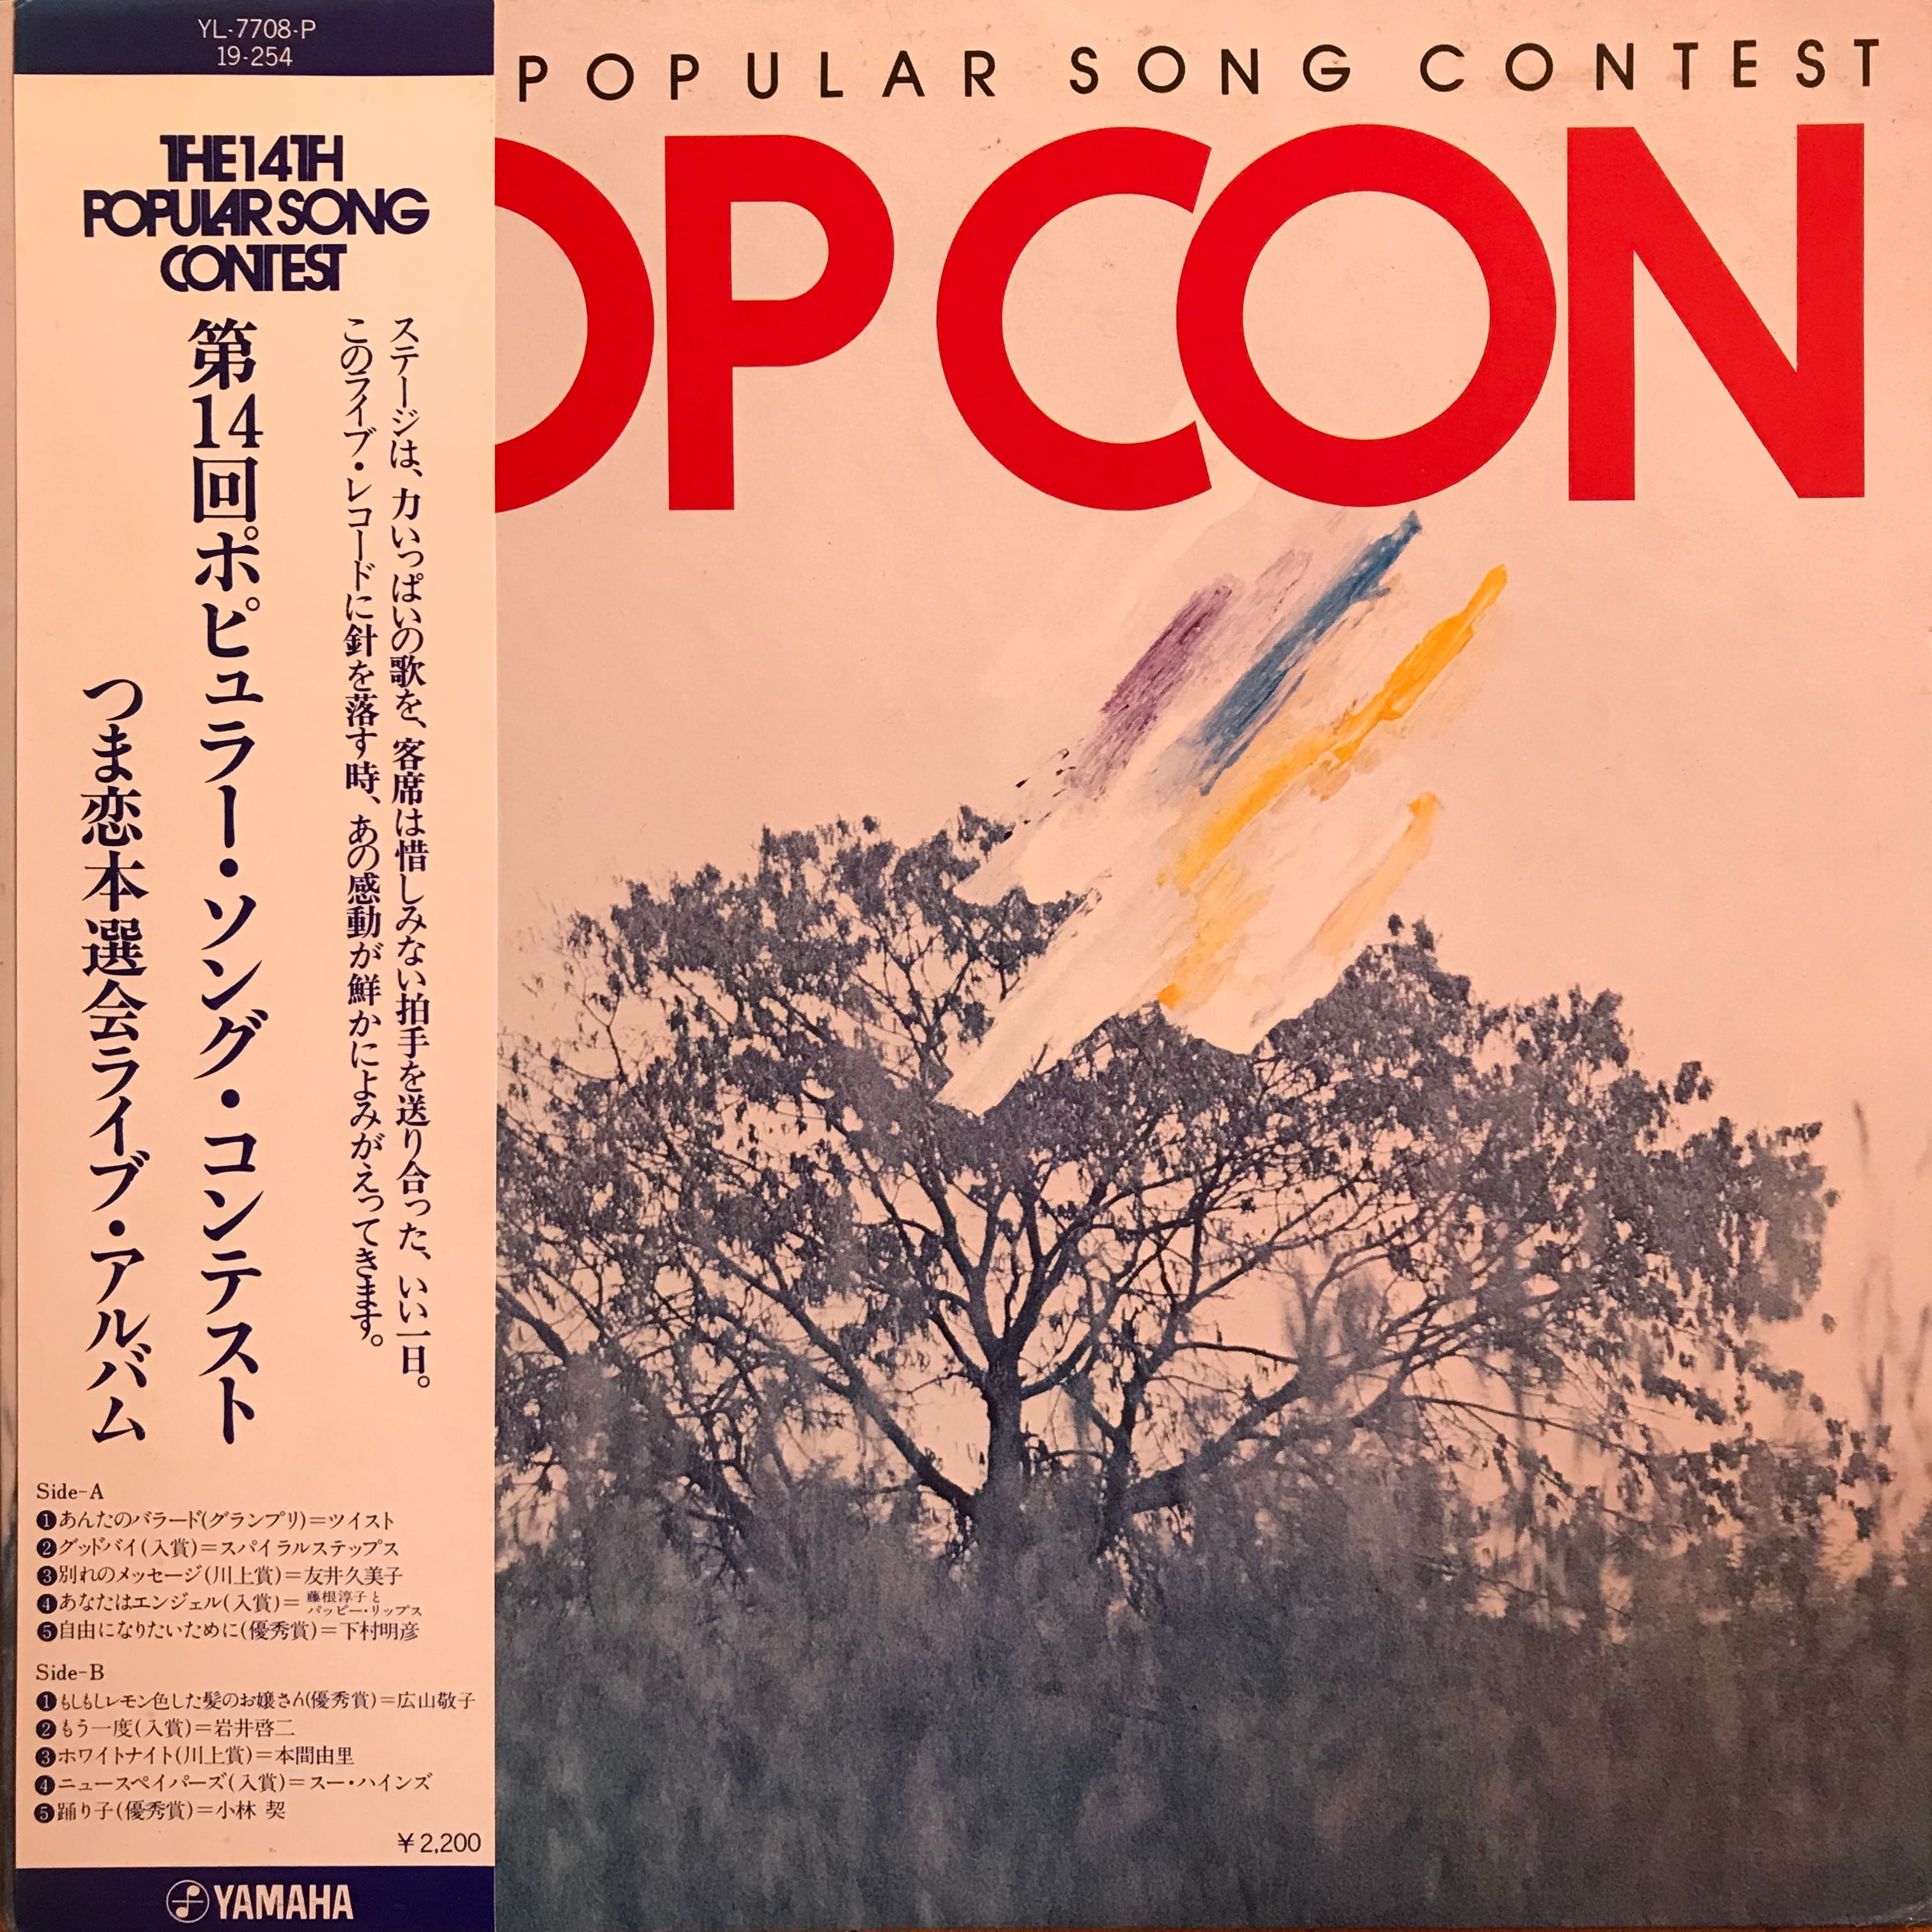 YL-7708-P
19-254
THE 14TH
POPULAR SONG
CONTEST
ステージは、力いっぱいの歌を、客席は惜しみない拍手を送り合った、いい一日。
このライブ・レコードに針を落す時、あの感動が鮮かによみがえってきます。
第14回ポピュラー・ソング・コンテスト
つま恋本選会ライブ・アルバム
Side-A
❶あんたのバラード(グランプリ)=ツイスト
❷グッドバイ(入賞)=スパイラルステップス
❸別れのメッセージ(川上賞)=友井久美子
❹あなたはエンジェル(入賞)=藤根淳子とパッピー・リップス
❺自由になりたいために(優秀賞)=下村明彦
Side-B
❶もしもしレモン色した髪のお嬢さん(優秀賞)=広山敬子
❷もう一度(入賞)=岩井啓二
❸ホワイトナイト(川上賞)=本間由里
❹ニュースペイパーズ(入賞)=スー・ハインズ
❺踊り子(優秀賞)=小林 契
¥2,200
YAMAHA
POPULAR SONG CONTEST
OPCON